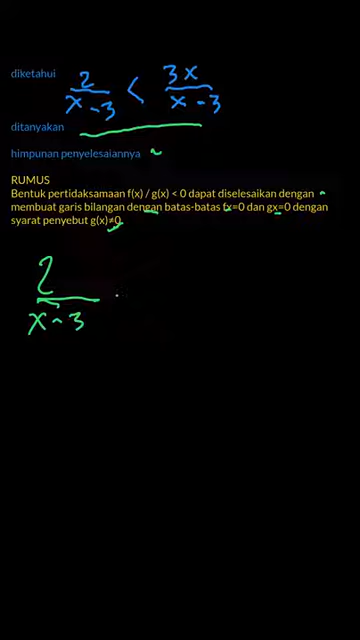 diketahui 2/x-3 < 3x/x-3
ditanyakan
himpunan penyelesaiannya ~
RUMUS
Bentuk pertidaksamaan f(x) / g(x) < 0 dapat diselesaikan dengan
membuat garis bilangan dengan batas-batas fx=0 dan gx=0 dengan
syarat penyebut g(x)≠0
2/x-3